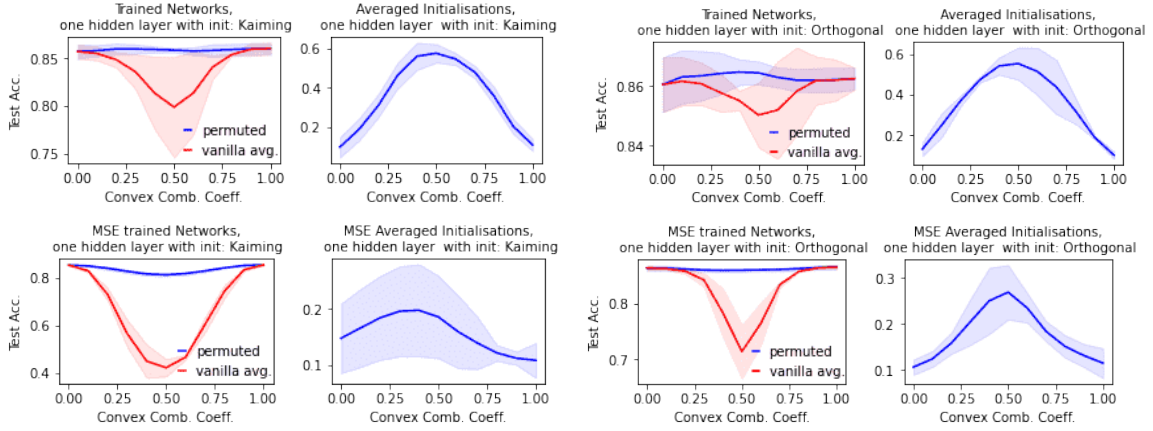 Trained Networks,
one hidden layer with init: Kaiming
Test Acc.
0.85
0.80
0.75
permuted
vanilla avg.
0.00 0.25 0.50 0.75 1.00
Convex Comb. Coeff.
Averaged Initialisations,
one hidden layer with init: Kaiming
0.6
0.4
0.2
0.00 0.25 0.50 0.75 1.00
Convex Comb. Coeff.
Trained Networks,
one hidden layer with init: Orthogonal
Test Acc.
0.86
0.84
permuted
vanilla avg.
0.00 0.25 0.50 0.75 1.00
Convex Comb. Coeff.
Averaged Initialisations,
one hidden layer with init: Orthogonal
0.6
0.4
0.2
0.00 0.25 0.50 0.75 1.00
Convex Comb. Coeff.
MSE trained Networks,
one hidden layer with init: Kaiming
Test Acc.
0.8
0.6
0.4
permuted
vanilla avg.
0.00 0.25 0.50 0.75 1.00
Convex Comb. Coeff.
MSE Averaged Initialisations,
one hidden layer with init: Kaiming
0.2
0.1
0.00 0.25 0.50 0.75 1.00
Convex Comb. Coeff.
MSE trained Networks,
one hidden layer with init: Orthogonal
Test Acc.
0.8
0.7
permuted
vanilla avg.
0.00 0.25 0.50 0.75 1.00
Convex Comb. Coeff.
MSE Averaged Initialisations,
one hidden layer with init: Orthogonal
0.3
0.2
0.1
0.00 0.25 0.50 0.75 1.00
Convex Comb. Coeff.